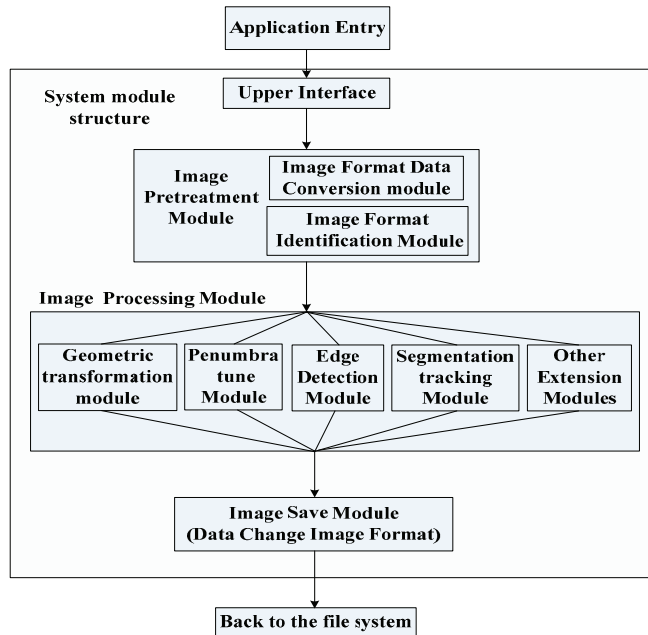 Application Entry
System module
structure
Upper Interface
Image
Pretreatment
Module
Image Format Data
Conversion module
Image Format
Identification Module
Image Processing Module
Geometric
transformation
module
Penumbra
tune
Module
Edge
Detection
Module
Segmentation
tracking
Module
Other
Extension
Modules
Image Save Module
(Data Change Image Format)
Back to the file system